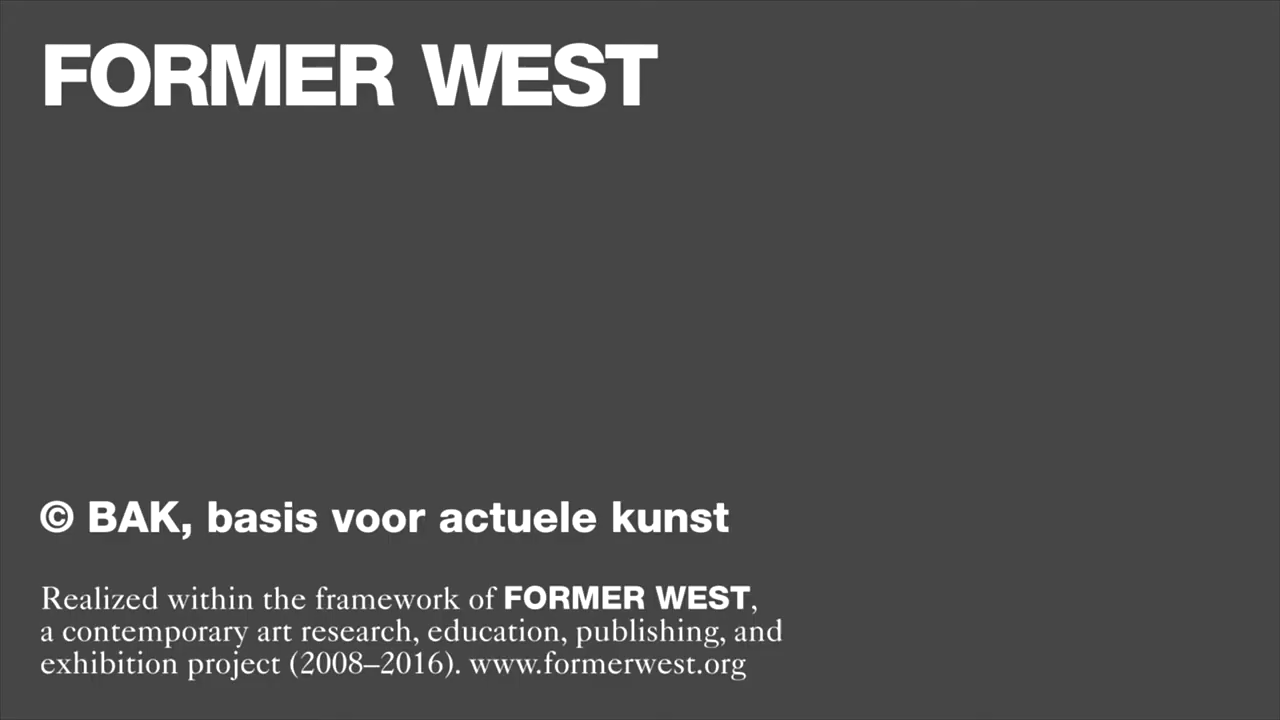 FORMER WEST
© BAK, basis voor actuele kunst
Realized within the framework of FORMER WEST,
a contemporary art research, education, publishing, and
exhibition project (2008–2016). www.formerwest.org